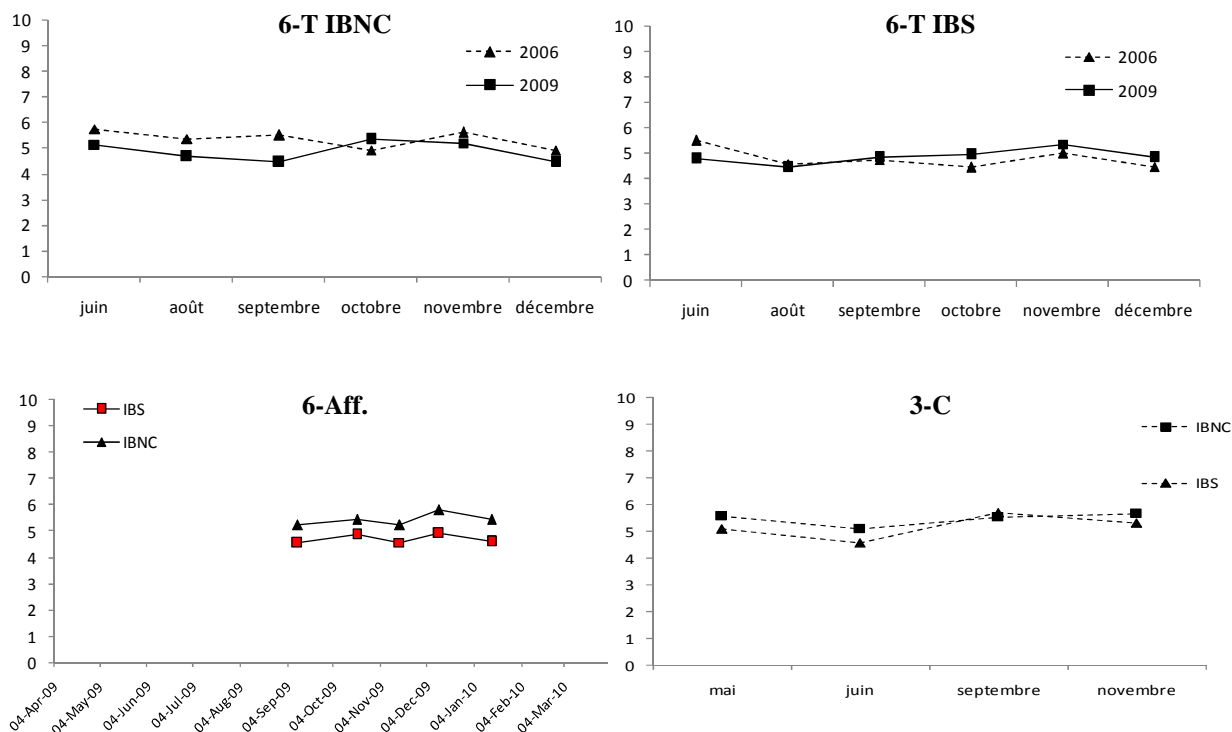 6-T IBNC
10
9
8
7
6
5
4
3
2
1
0
2006
2009
juin août septembre octobre novembre décembre
6-T IBS
10
9
8
7
6
5
4
3
2
1
0
2006
2009
juin août septembre octobre novembre décembre
6-Aff.
10
9
8
7
6
5
4
3
2
1
0
IBS
IBNC
04-Apr-09
04-May-09
04-Jun-09
04-Jul-09
04-Aug-09
04-Sep-09
04-Oct-09
04-Nov-09
04-Dec-09
04-Jan-10
04-Feb-10
04-Mar-10
3-C
10
9
8
7
6
5
4
3
2
1
0
IBNC
IBS
mai juin septembre novembre